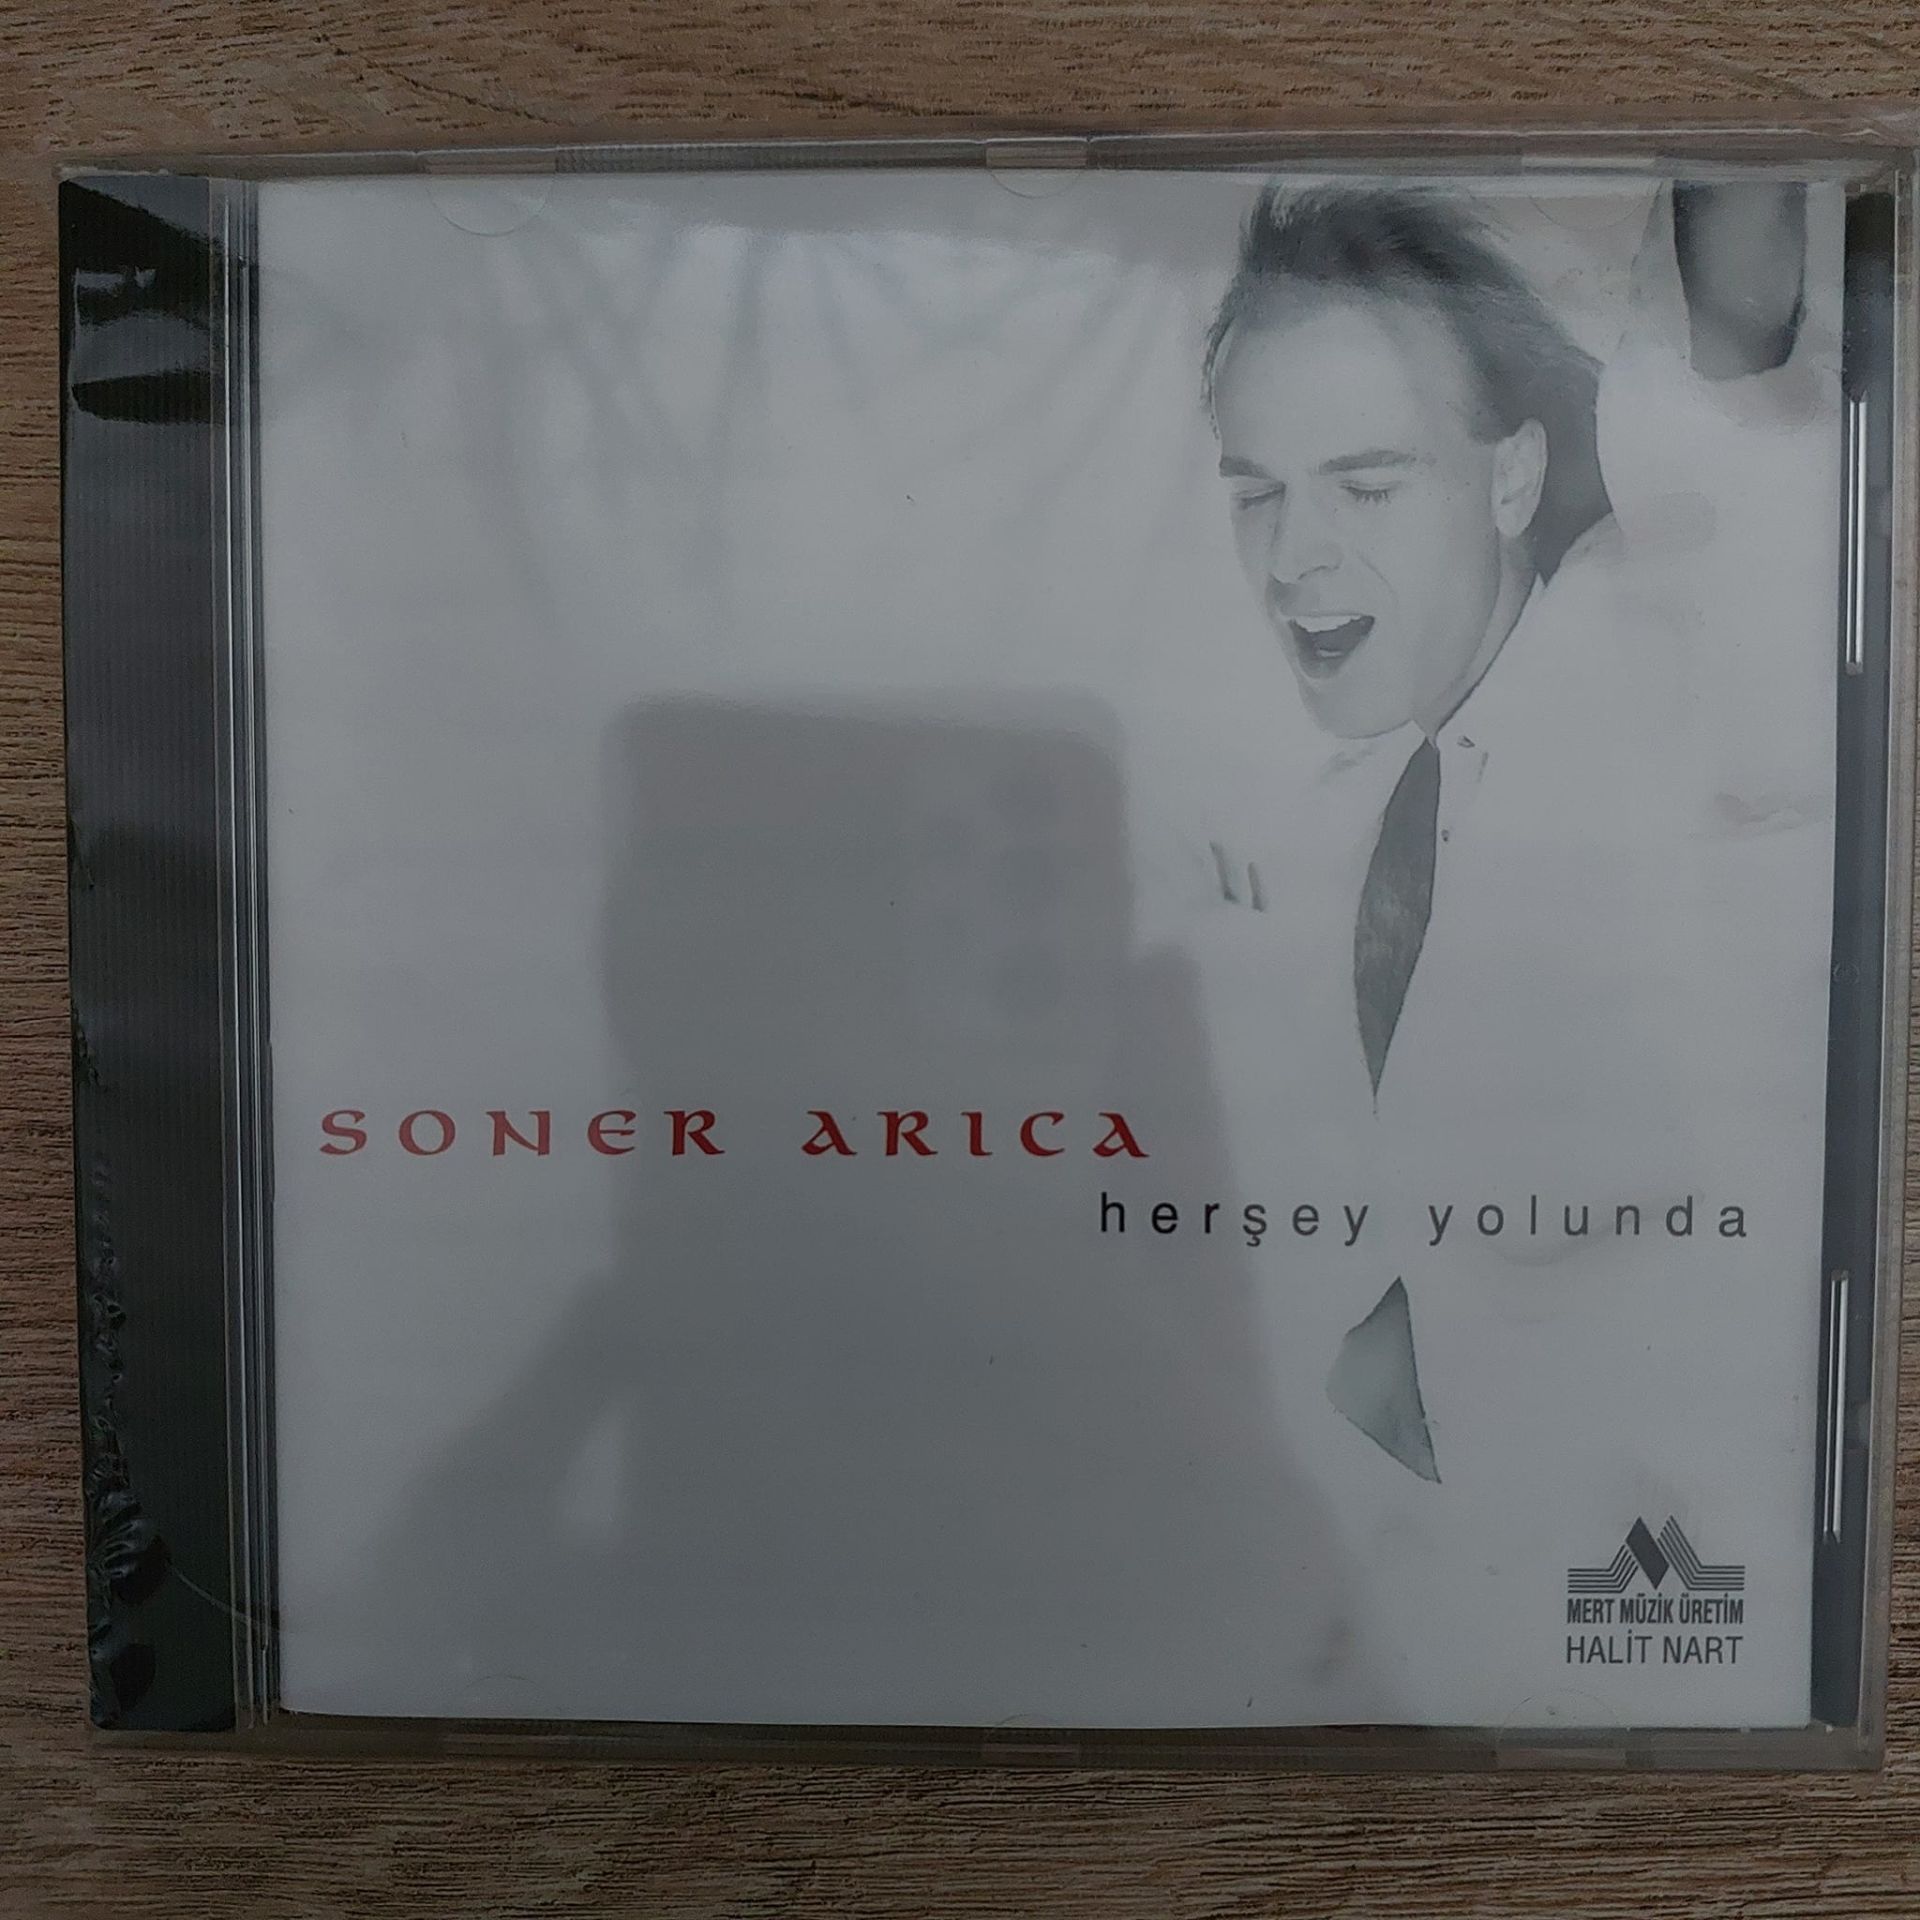 SONER ARICA
herşey yolunda
MERT MÜZİK ÜRETİM
HALİT NART